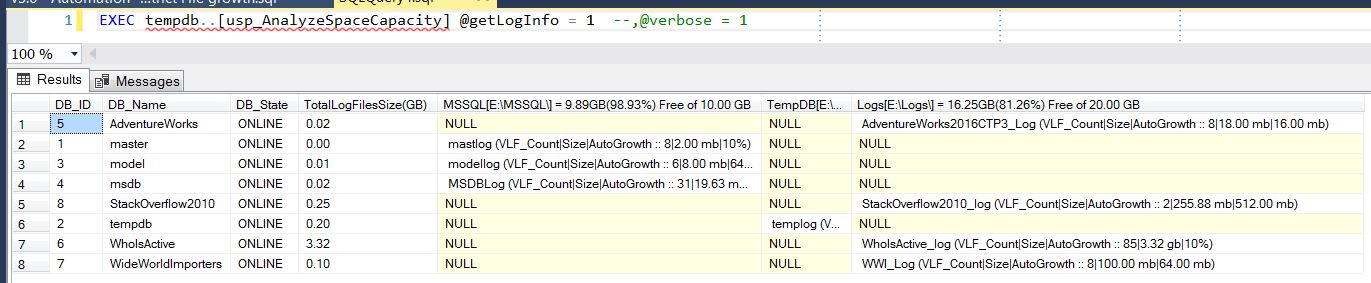 1 EXEC tempdb..[usp_AnalyzeSpaceCapacity] @getLogInfo = 1 --,@verbose = 1
100 %
Results Messages
DB_ID DB_Name DB_State TotalLogFilesSize(GB) MSSQL[E:\MSSQL\] = 9.89GB(98.93%) Free of 10.00 GB TempDB[E:\... Logs[E:\Logs\] = 16.25GB(81.26%) Free of 20.00 GB
1 5 AdventureWorks ONLINE 0.02 NULL NULL AdventureWorks2016CTP3_Log (VLF_Count|Size|AutoGrowth :: 8|18.00 mb|16.00 mb)
2 1 master ONLINE 0.00 mastlog (VLF_Count|Size|AutoGrowth :: 8|2.00 mb|10%) NULL NULL
3 3 model ONLINE 0.01 modellog (VLF_Count|Size|AutoGrowth :: 6|8.00 mb|64... NULL NULL
4 4 msdb ONLINE 0.02 MSDBLog (VLF_Count|Size|AutoGrowth :: 31|19.63 m... NULL NULL
5 8 StackOverflow2010 ONLINE 0.25 NULL NULL StackOverflow2010_log (VLF_Count|Size|AutoGrowth :: 2|255.88 mb|512.00 mb)
6 2 tempdb ONLINE 0.20 NULL templog (V... NULL
7 6 WhoIsActive ONLINE 3.32 NULL NULL WhoIsActive_log (VLF_Count|Size|AutoGrowth :: 85|3.32 gb|10%)
8 7 WideWorldImporters ONLINE 0.10 NULL NULL WWI_Log (VLF_Count|Size|AutoGrowth :: 8|100.00 mb|64.00 mb)